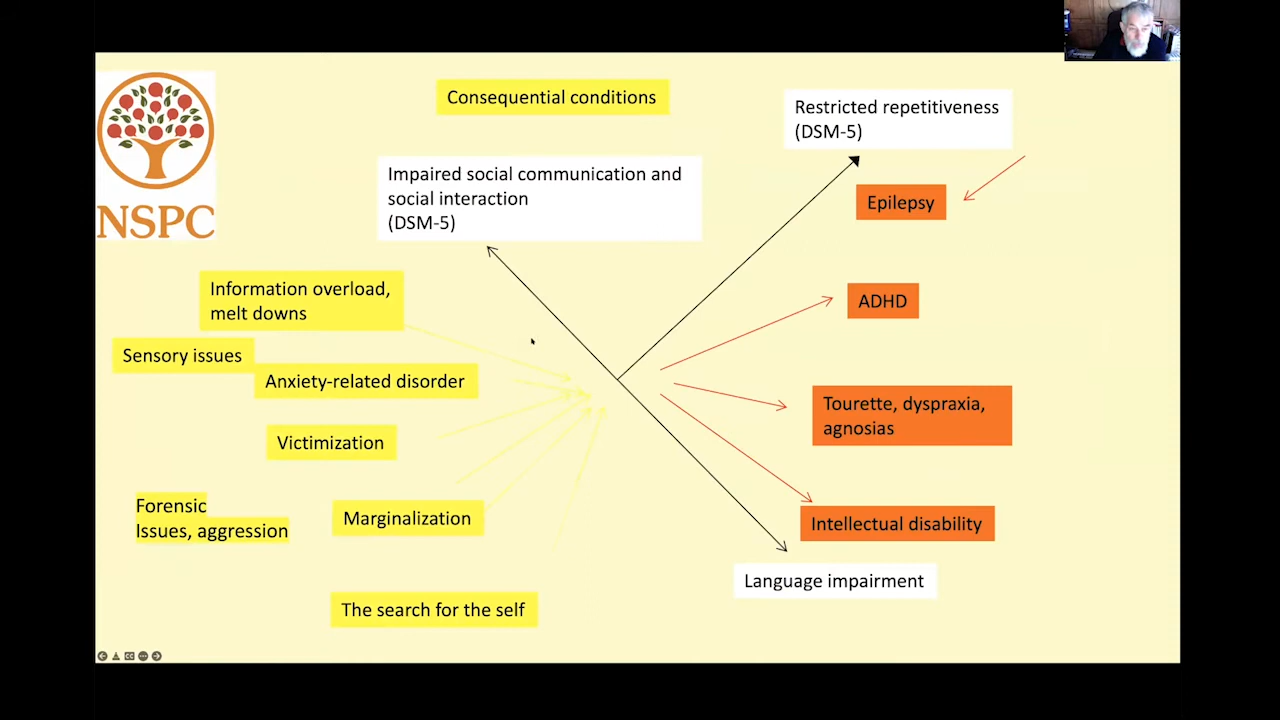 Consequential conditions
Restricted repetitiveness
(DSM-5)
NSPC
Impaired social communication and
social interaction
(DSM-5)
Epilepsy
Information overload,
melt downs
ADHD
Sensory issues
Anxiety-related disorder
Tourette, dyspraxia,
agnosias
Victimization
Forensic
Issues, aggression
Marginalization
Intellectual disability
Language impairment
The search for the self